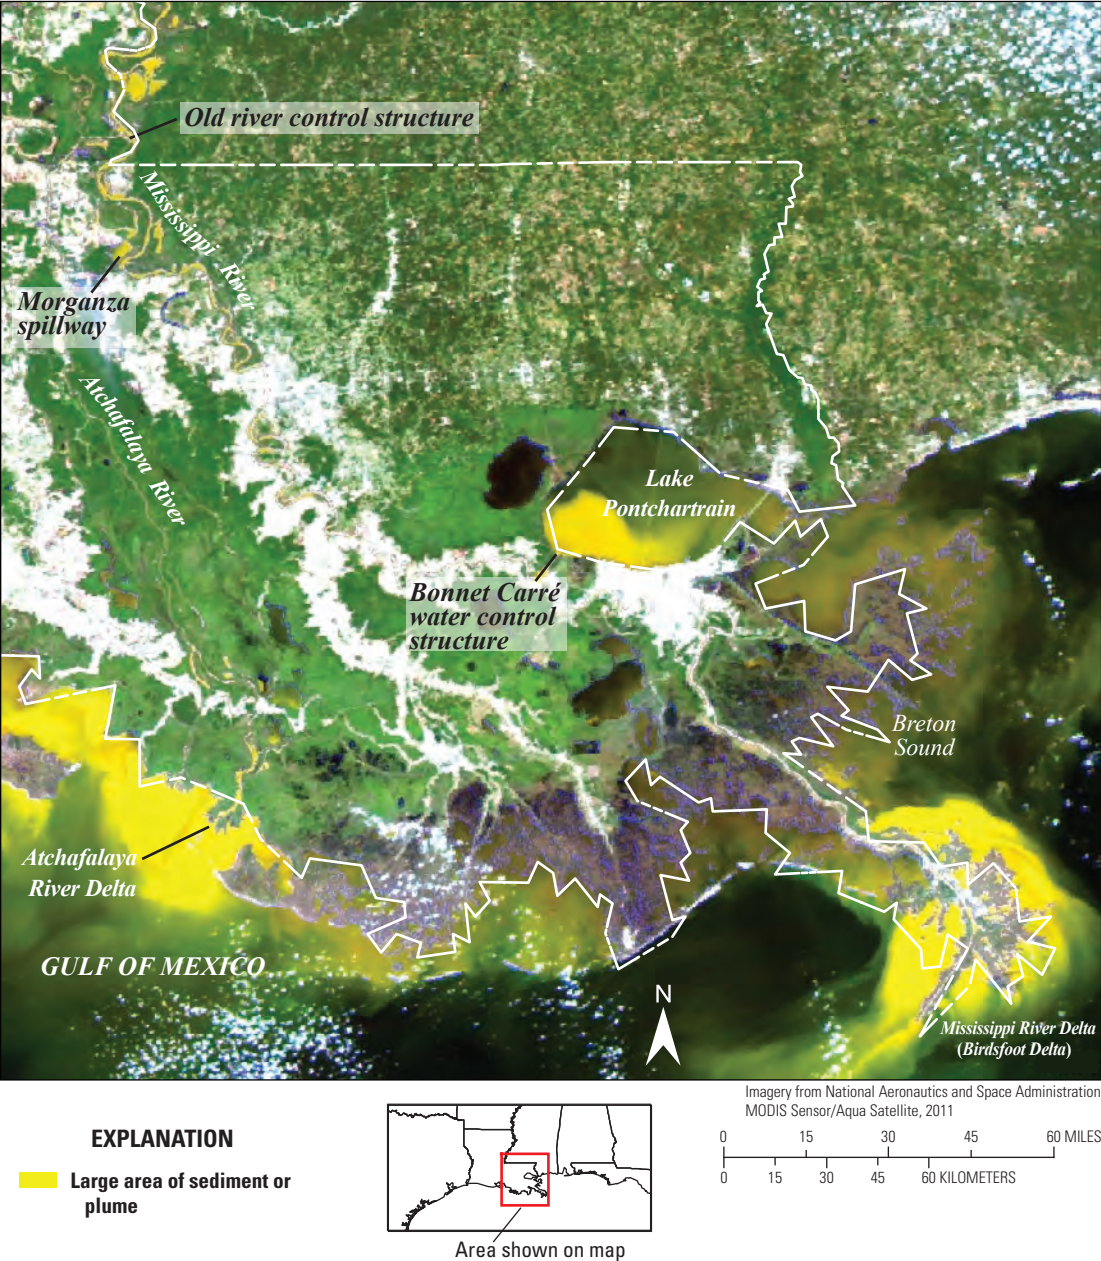 Old river control structure
Mississippi River
Morganza
spillway
Atchafalaya River
Lake
Pontchartrain
Bonnet Carré
water control
structure
Breton
Sound
Atchafalaya
River Delta
GULF OF MEXICO
N
Mississippi River Delta
(Birdsfoot Delta)
Imagery from National Aeronautics and Space Administration
MODIS Sensor/Aqua Satellite, 2011
EXPLANATION
Large area of sediment or
plume
Area shown on map
0 15 30 45 60 MILES
0 15 30 45 60 KILOMETERS